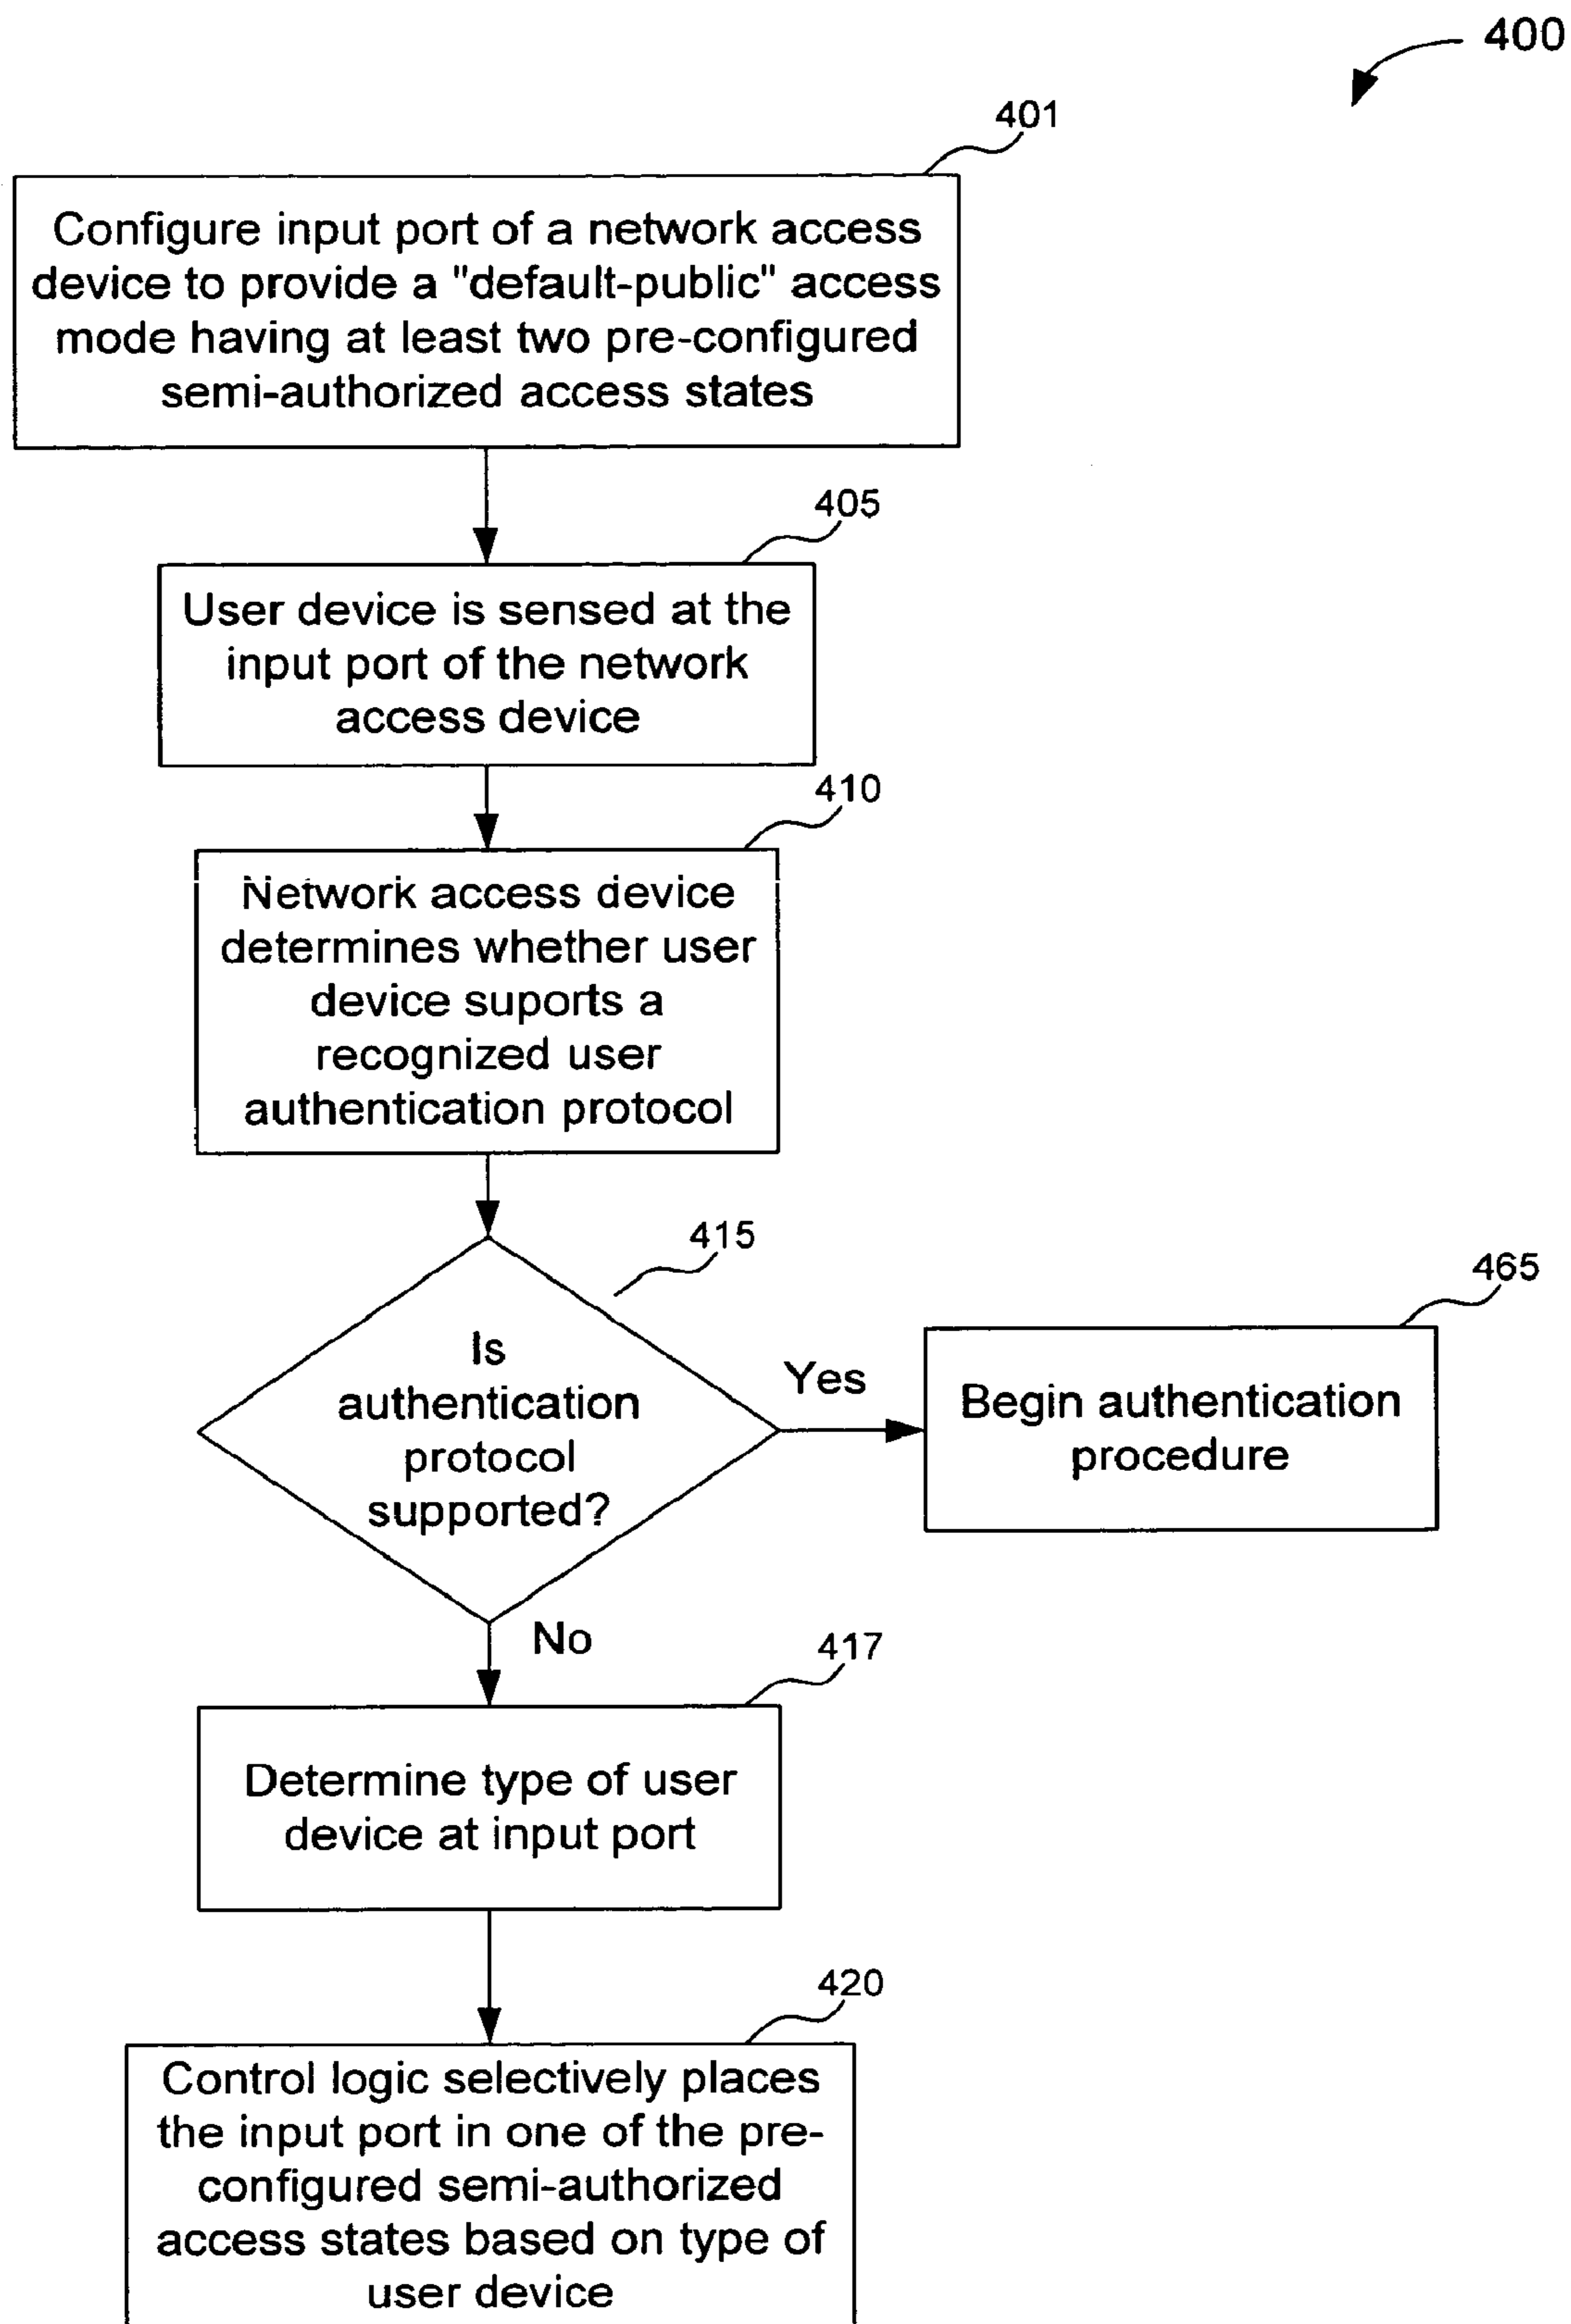 400
401
Configure input port of a network access
device to provide a "default-public" access
mode having at least two pre-configured
semi-authorized access states
405
User device is sensed at the
input port of the network
access device
410
Network access device
determines whether user
device suports a
recognized user
authentication protocol
415
Is
authentication
protocol
supported?
Yes
465
Begin authentication
procedure
No
417
Determine type of user
device at input port
420
Control logic selectively places
the input port in one of the pre-
configured semi-authorized
access states based on type of
user device